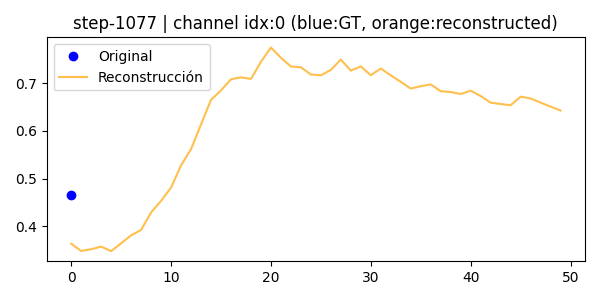 step-1077 | channel idx:0 (blue:GT, orange:reconstructed)
Original
Reconstrucción
0.7
0.6
0.5
0.4
0 10 20 30 40 50